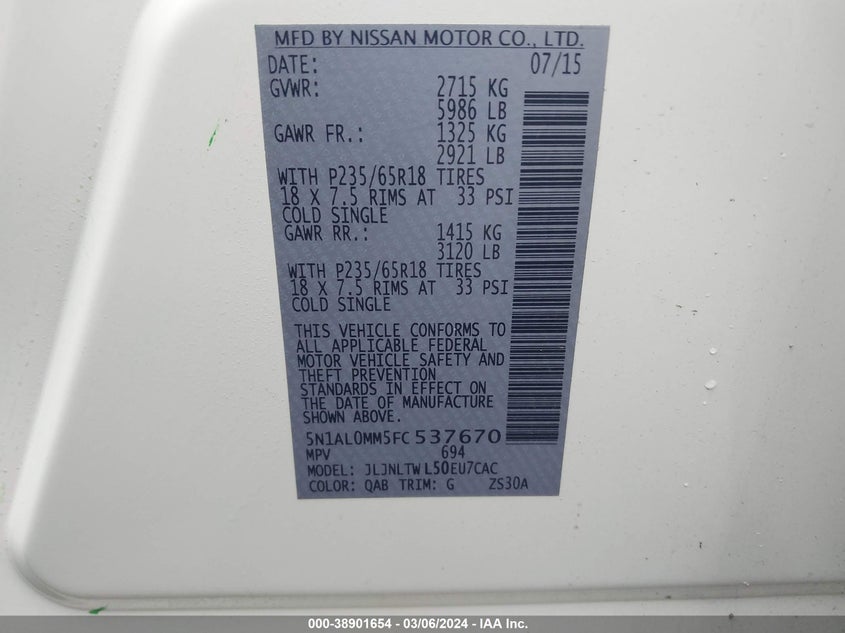 MFD BY NISSAN MOTOR CO., LTD.
DATE: 07/15
GVWR: 2715 KG
5986 LB
GAWR FR.: 1325 KG
2921 LB
WITH P235/65R18 TIRES
18 X 7.5 RIMS AT 33 PSI
COLD SINGLE
GAWR RR.: 1415 KG
3120 LB
WITH P235/65R18 TIRES
18 X 7.5 RIMS AT 33 PSI
COLD SINGLE
THIS VEHICLE CONFORMS TO
ALL APPLICABLE FEDERAL
MOTOR VEHICLE SAFETY AND
THEFT PREVENTION
STANDARDS IN EFFECT ON
THE DATE OF MANUFACTURE
SHOWN ABOVE.
5N1AL0MM5FC 537670
MPV 694
MODEL: JLJNLTW L50EU7CAC
COLOR: QAB TRIM: G ZS30A
000-38901654 - 03/06/2024 - IAA Inc.